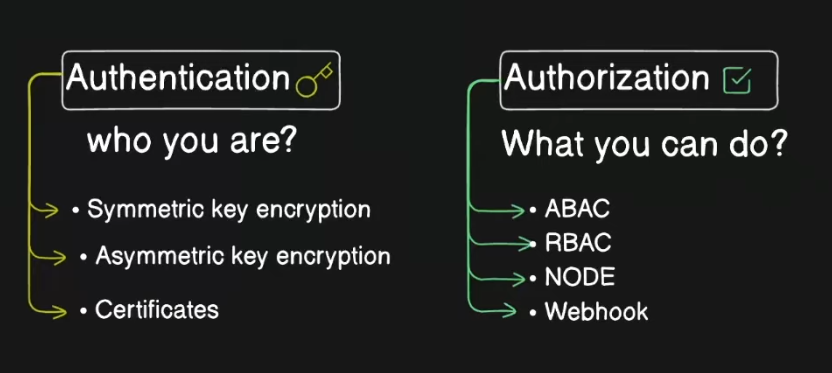 Authentication
who you are?
• Symmetric key encryption
• Asymmetric key encryption
• Certificates
Authorization
What you can do?
• ABAC
• RBAC
• NODE
• Webhook